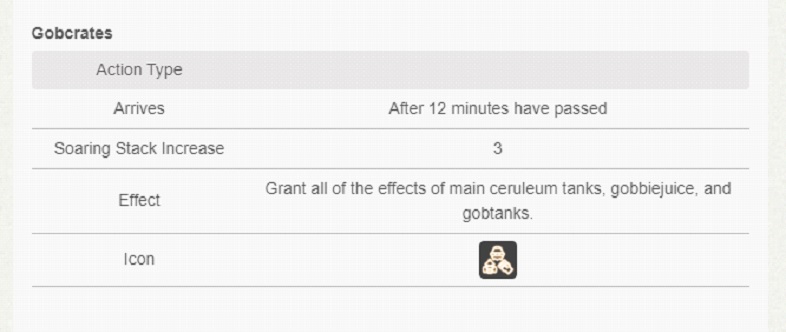 Gobcrates
Action Type
Arrives After 12 minutes have passed
Soaring Stack Increase 3
Effect Grant all of the effects of main ceruleum tanks, gobbiejuice, and
gobtanks.
Icon